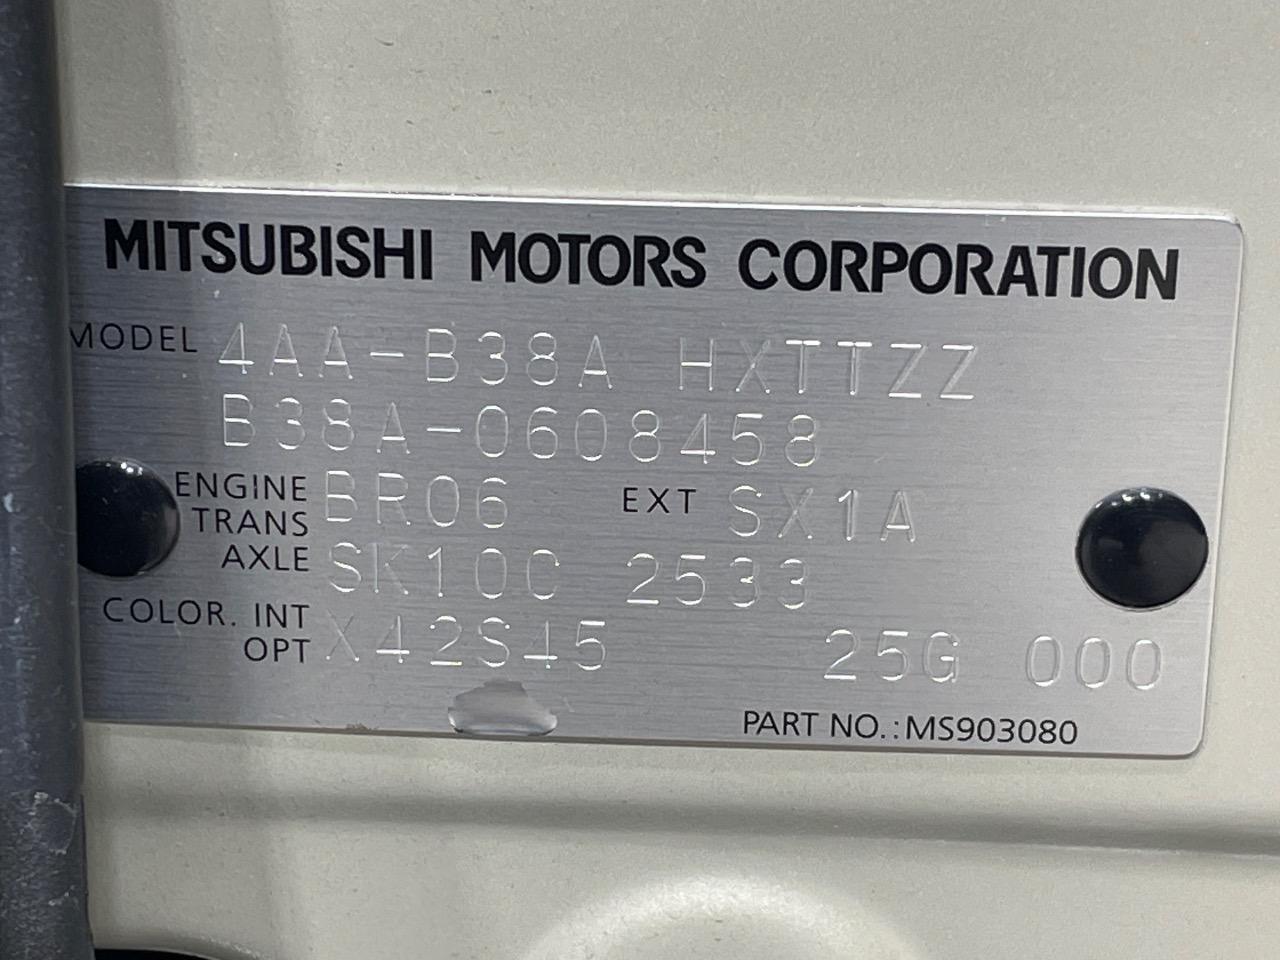 MITSUBISHI MOTORS CORPORATION
MODEL 4AA-B38A HXTTZZ
B38A-0608458
ENGINE BR06 EXT SX1A
TRANS
AXLE SK10C 2533
COLOR. INT
OPT X42S45 25G 000
PART NO.:MS903080